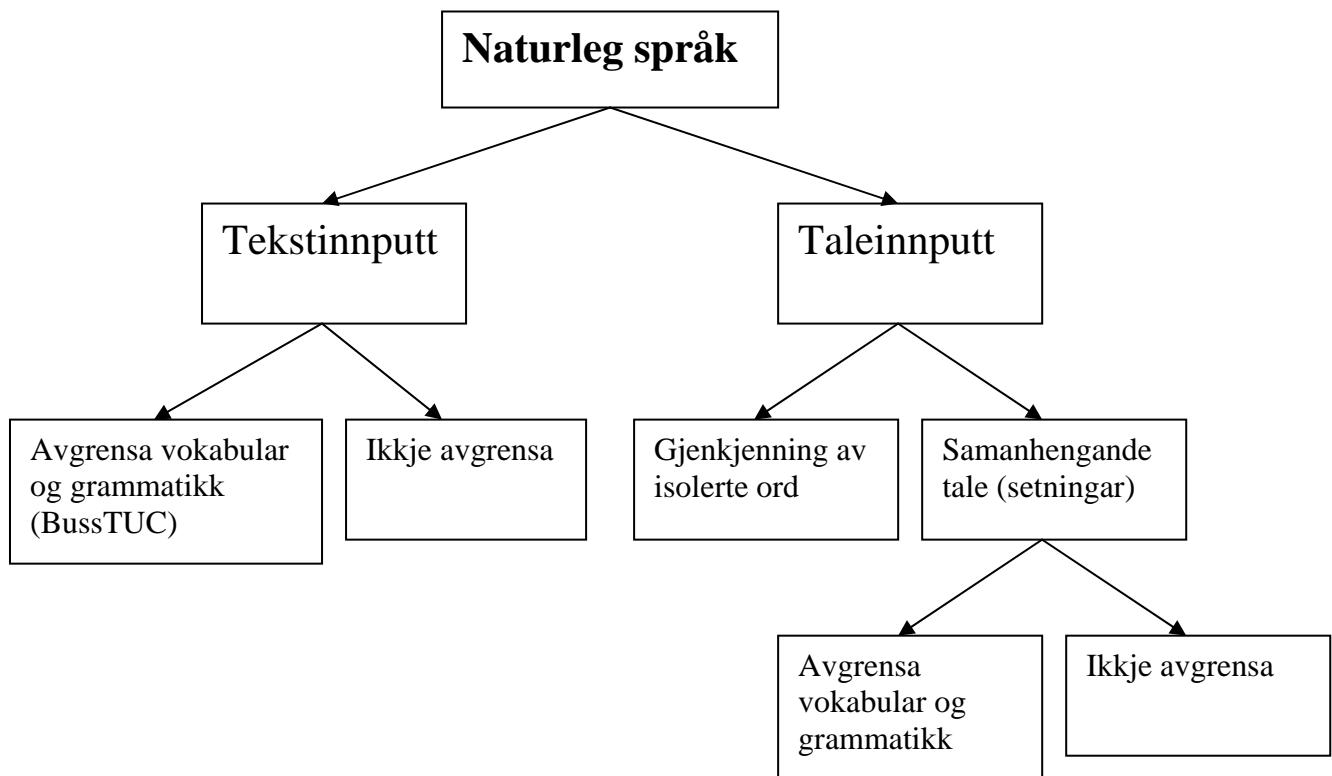 Naturleg språk
Tekstinnputt
Taleinnputt
Avgrensa vokabular
og grammatikk
(BussTUC)
Ikkje avgrensa
Gjenkjenning av
isolerte ord
Samanhengande
tale (setningar)
Avgrensa
vokabular og
grammatikk
Ikkje avgrensa